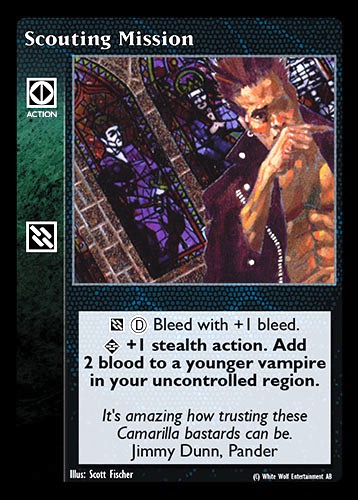 Scouting Mission
ACTION
D Bleed with +1 bleed.
+1 stealth action. Add
2 blood to a younger vampire
in your uncontrolled region.
It's amazing how trusting these
Camarilla bastards can be.
Jimmy Dunn, Pander
Illus: Scott Fischer
(C) White Wolf Entertainment AB